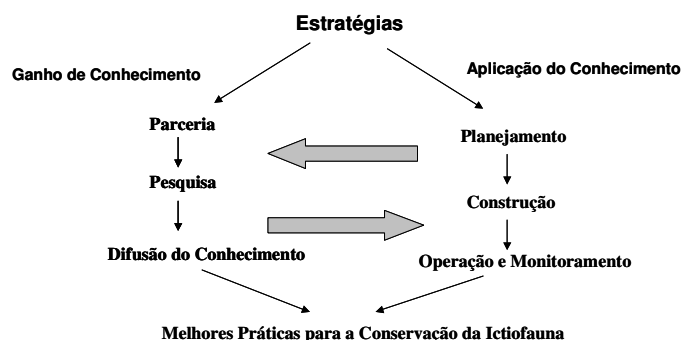 Estratégias
Ganho de Conhecimento
Aplicação do Conhecimento
Parceria
Planejamento
Pesquisa
Construção
Difusão do Conhecimento
Operação e Monitoramento
Melhores Práticas para a Conservação da Ictiofauna